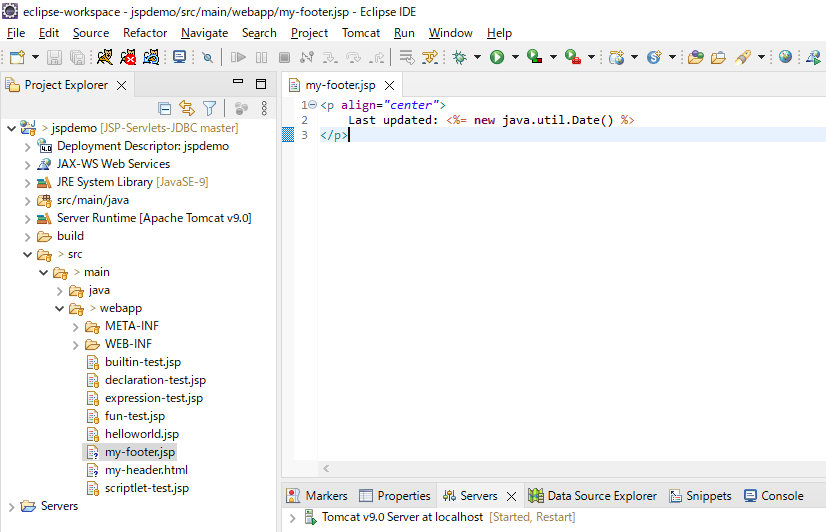 eclipse-workspace - jspdemo/src/main/webapp/my-footer.jsp - Eclipse IDE
File Edit Source Refactor Navigate Search Project Tomcat Run Window Help
Project Explorer
my-footer.jsp
> jspdemo [JSP-Servlets-JDBC master]
Deployment Descriptor: jspdemo
JAX-WS Web Services
JRE System Library [JavaSE-9]
> src/main/java
Server Runtime [Apache Tomcat v9.0]
build
> src
> main
java
> webapp
META-INF
WEB-INF
builtin-test.jsp
declaration-test.jsp
expression-test.jsp
fun-test.jsp
helloworld.jsp
my-footer.jsp
my-header.html
scriptlet-test.jsp
Servers
1 <p align="center">
2 Last updated: <%= new java.util.Date() %>
3 </p>
Markers Properties Servers Data Source Explorer Snippets Console
Tomcat v9.0 Server at localhost [Started, Restart]